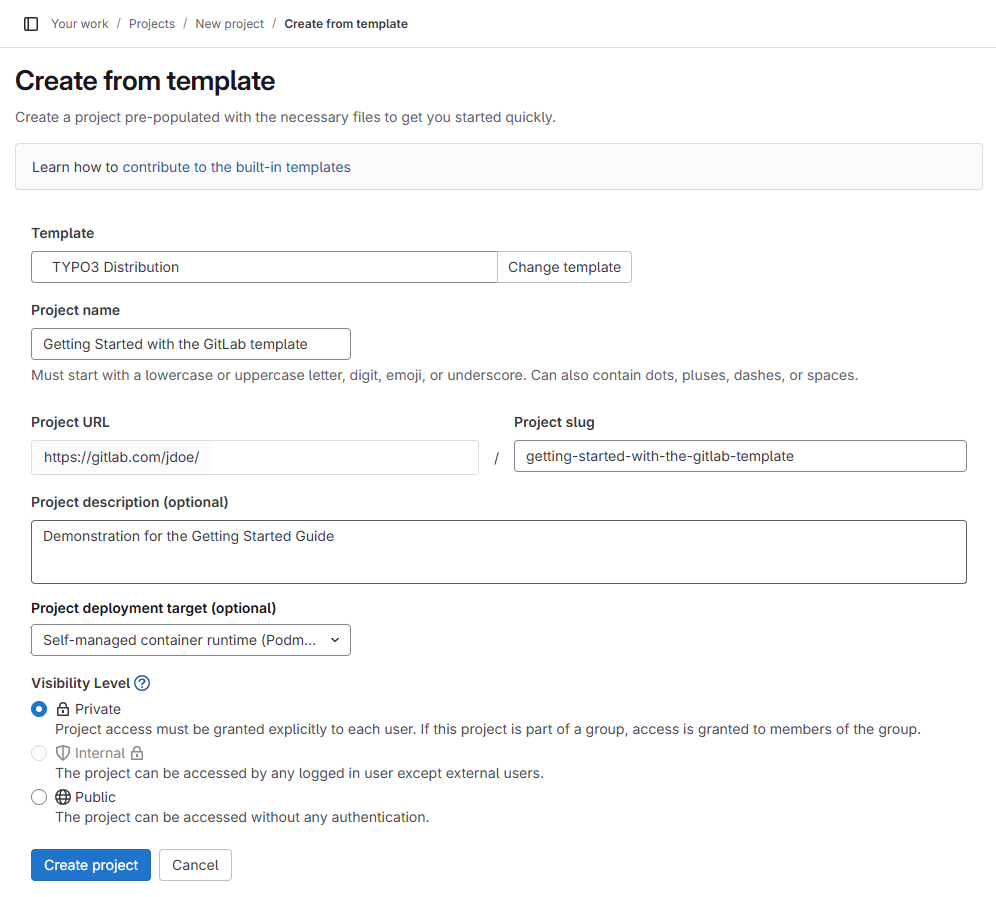 Your work / Projects / New project / Create from template
Create from template
Create a project pre-populated with the necessary files to get you started quickly.
Learn how to contribute to the built-in templates
Template
TYPO3 Distribution Change template
Project name
Getting Started with the GitLab template
Must start with a lowercase or uppercase letter, digit, emoji, or underscore. Can also contain dots, pluses, dashes, or spaces.
Project URL Project slug
https://gitlab.com/jdoe/ / getting-started-with-the-gitlab-template
Project description (optional)
Demonstration for the Getting Started Guide
Project deployment target (optional)
Self-managed container runtime (Podm...
Visibility Level ?
Private
Project access must be granted explicitly to each user. If this project is part of a group, access is granted to members of the group.
Internal
The project can be accessed by any logged in user except external users.
Public
The project can be accessed without any authentication.
Create project Cancel